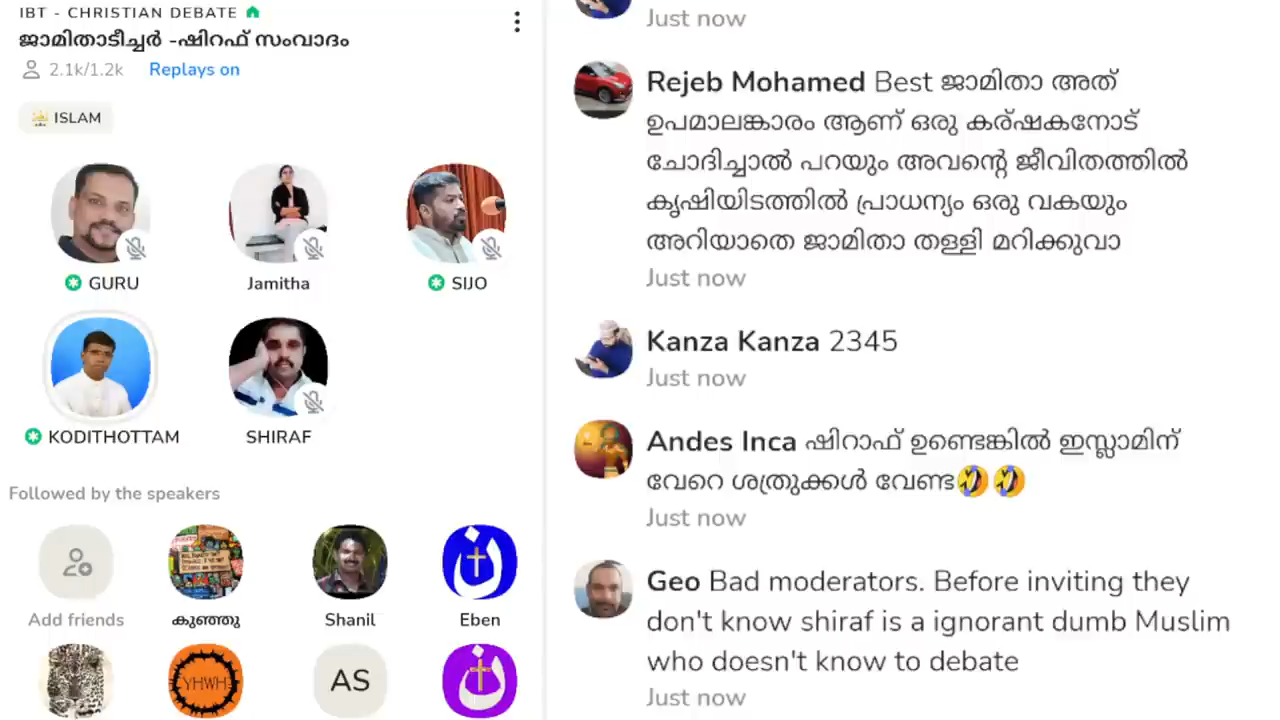 IBT - CHRISTIAN DEBATE
ജാമിതാടീച്ചർ -ഷിറഫ് സംവാദം
2.1k/1.2k Replays on
ISLAM
GURU Jamitha SIJO
KODITHOTTAM SHIRAF
Followed by the speakers
Add friends കുഞ്ഞു Shanil Eben
YHWH AS
Just now
Rejeb Mohamed Best ജാമിതാ അത്
ഉപമാലങ്കാരം ആണ് ഒരു കര്ഷകനോട്
ചോദിച്ചാൽ പറയും അവന്റെ ജീവിതത്തിൽ
കൃഷിയിടത്തിൽ പ്രാധന്യം ഒരു വകയും
അറിയാതെ ജാമിതാ തള്ളി മറിക്കുവാ
Just now
Kanza Kanza 2345
Just now
Andes Inca ഷിറാഫ് ഉണ്ടെങ്കിൽ ഇസ്ലാമിന്
വേറെ ശത്രുക്കൾ വേണ്ട🤣🤣
Just now
Geo Bad moderators. Before inviting they
don't know shiraf is a ignorant dumb Muslim
who doesn't know to debate
Just now